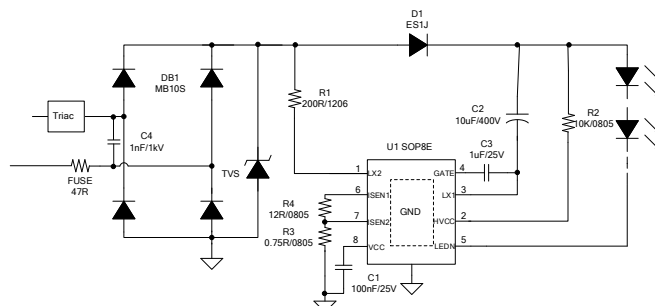 D1
ES1J
DB1
MB10S
R1
200R/1206
C2
10uF/400V
R2
10K/0805
Triac
C4
1nF/1kV
C3
1uF/25V
U1 SOP8E
TVS
FUSE
47R
1
LX2
GATE
4
R4
12R/0805
6
ISEN1
GND
LX1
3
7
ISEN2
HVCC
2
R3
0.75R/0805
8
VCC
LEDN
5
C1
100nF/25V